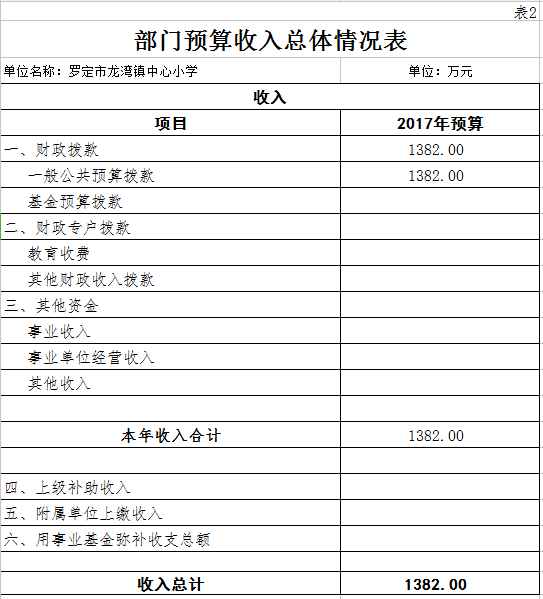 表2
部门预算收入总体情况表
单位名称：罗定市龙湾镇中心小学 单位：万元
收入
项目 2017年预算
一、财政拨款 1382.00
一般公共预算拨款 1382.00
基金预算拨款
二、财政专户拨款
教育收费
其他财政收入拨款
三、其他资金
事业收入
事业单位经营收入
其他收入
本年收入合计 1382.00
四、上级补助收入
五、附属单位上缴收入
六、用事业基金弥补收支总额
收入总计 1382.00